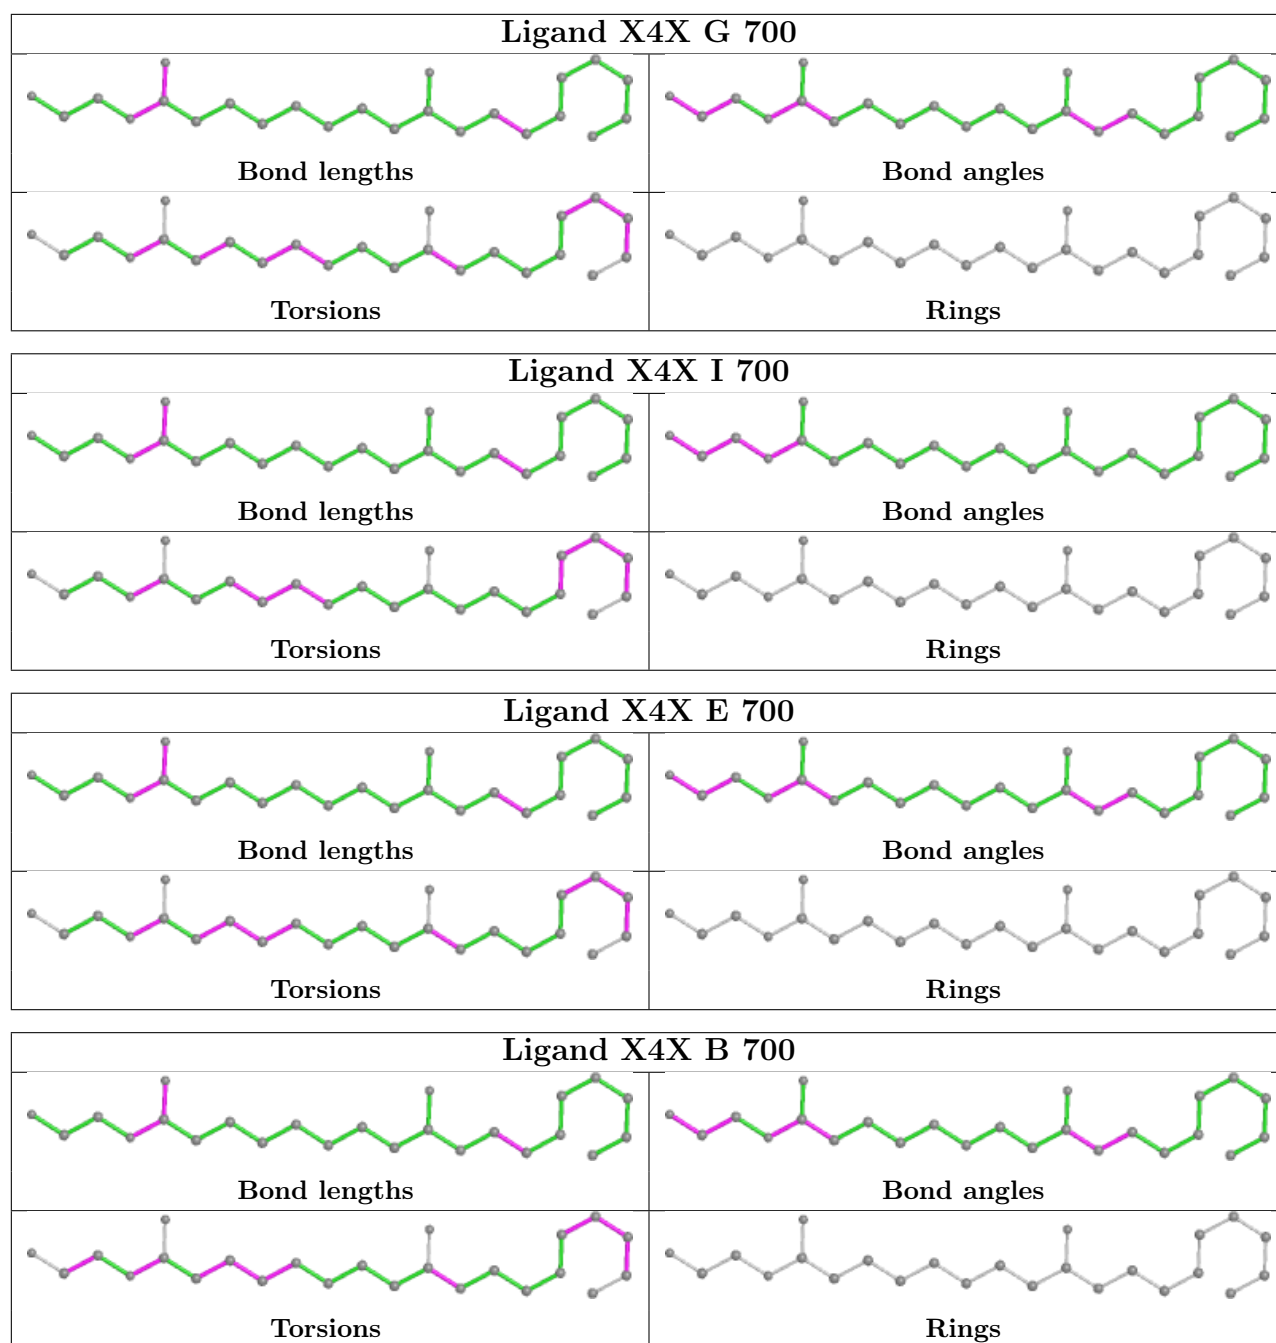 Ligand X4X G 700
Bond lengths
Bond angles
Torsions
Rings
Ligand X4X I 700
Bond lengths
Bond angles
Torsions
Rings
Ligand X4X E 700
Bond lengths
Bond angles
Torsions
Rings
Ligand X4X B 700
Bond lengths
Bond angles
Torsions
Rings